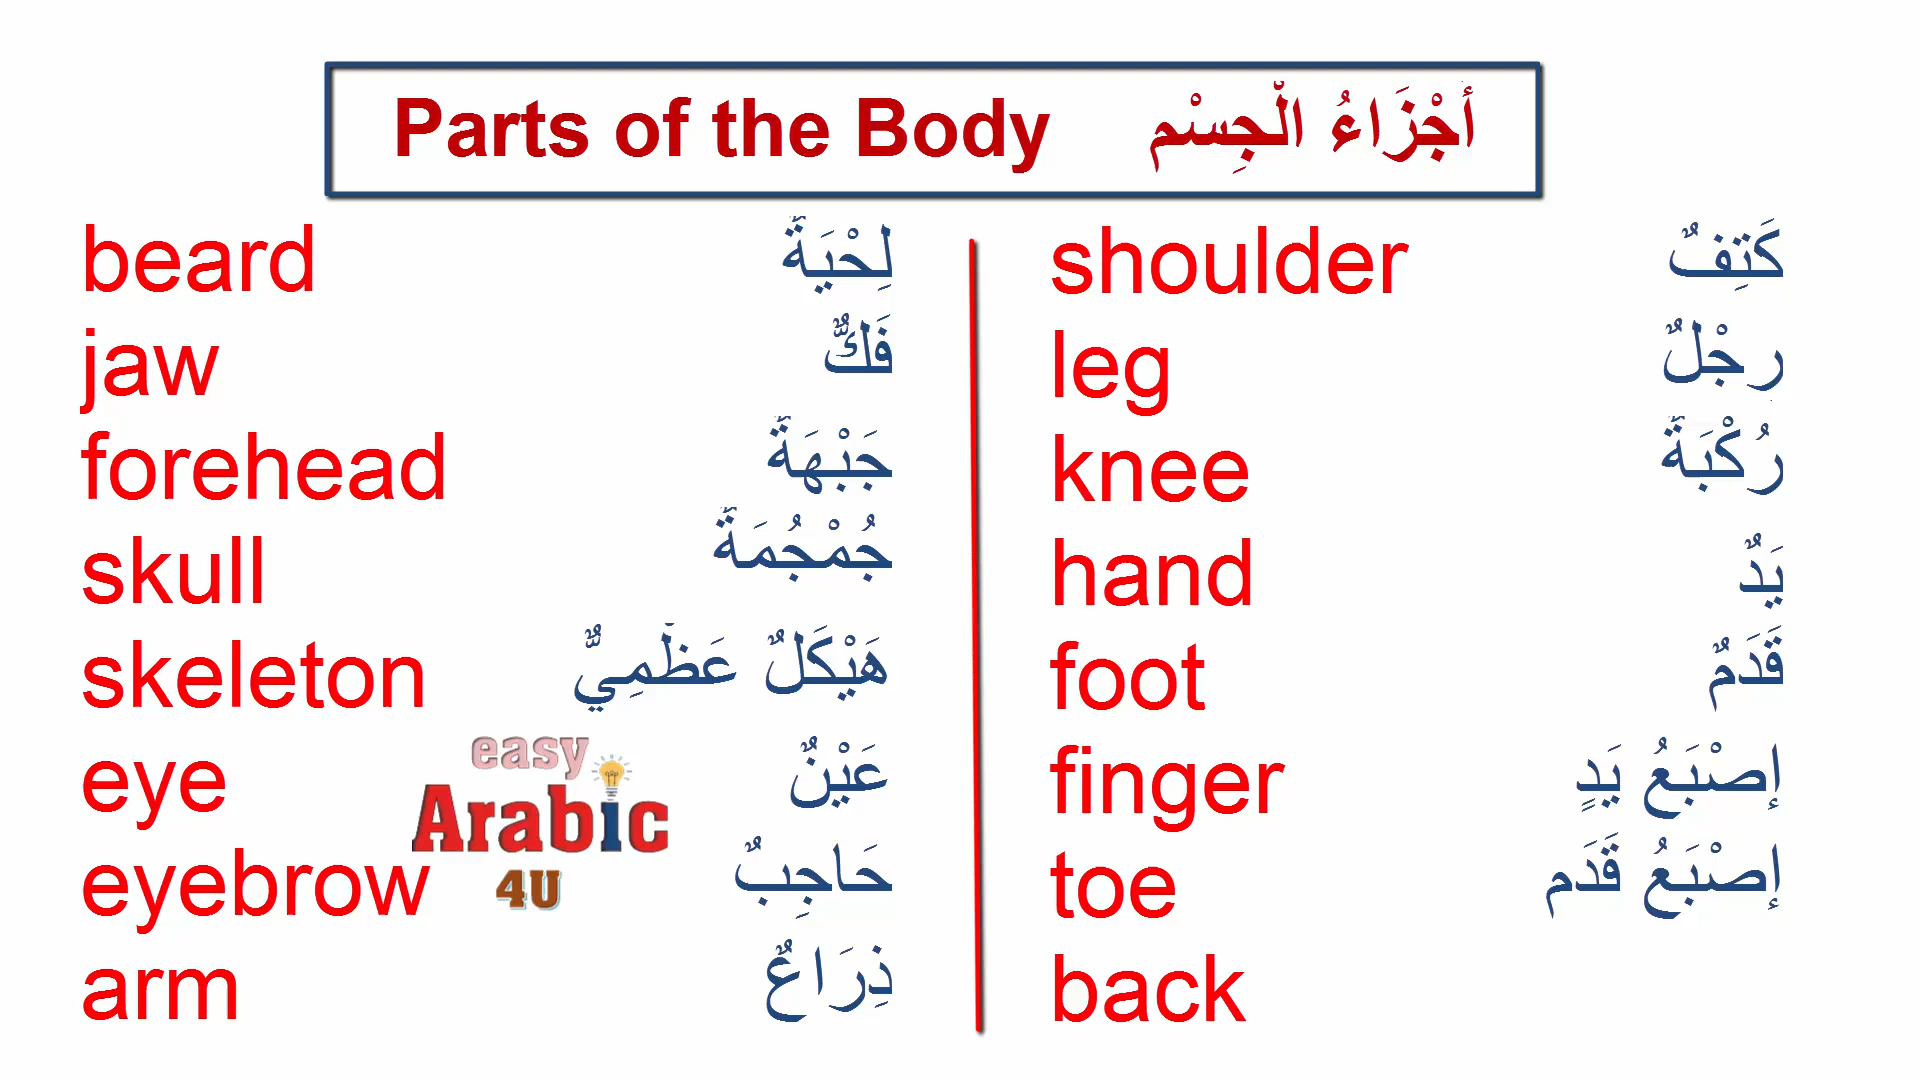 Parts of the Body أَجْزَاءُ الْجِسْم
beard لِحْيَةٌ
jaw فَكٌّ
forehead جَبْهَةٌ
skull جُمْجُمَةٌ
skeleton هَيْكَلٌ عَظْمِيٌّ
eye عَيْنٌ
eyebrow حَاجِبٌ
arm ذِرَاعٌ
easy
Arabic
4U
shoulder كَتِفٌ
leg رجْلٌ
knee رُكْبَةٌ
hand يَدٌ
foot قَدَمٌ
finger إصْبَعُ يَدٍ
toe إصْبَعُ قَدَم
back